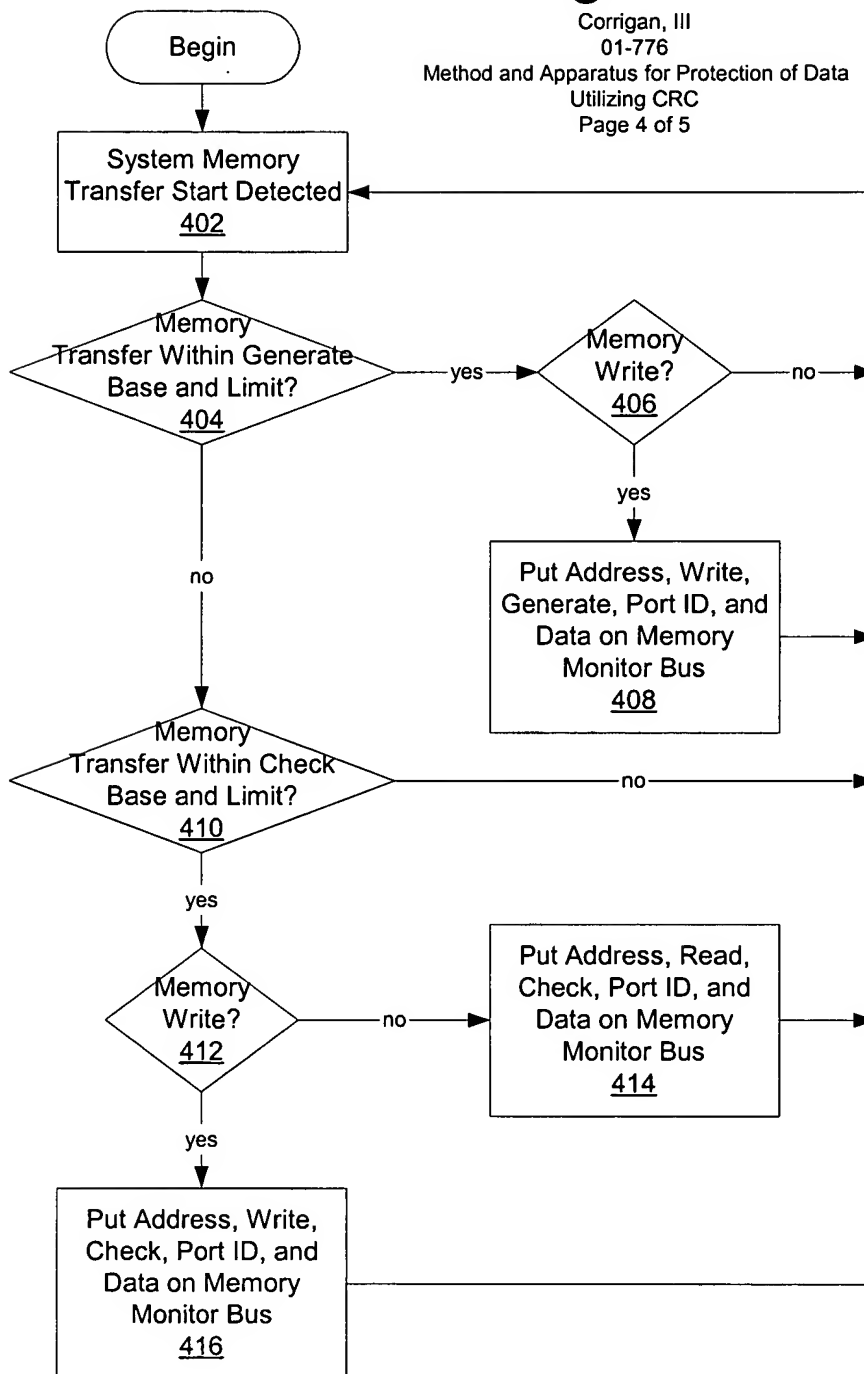 Corrigan, III
01-776
Method and Apparatus for Protection of Data
Utilizing CRC
Page 4 of 5
Begin
System Memory
Transfer Start Detected
402
Memory
Transfer Within Generate
Base and Limit?
404
yes
Memory
Write?
406
no
yes
no
Put Address, Write,
Generate, Port ID, and
Data on Memory
Monitor Bus
408
Memory
Transfer Within Check
Base and Limit?
410
no
yes
Memory
Write?
412
no
Put Address, Read,
Check, Port ID, and
Data on Memory
Monitor Bus
414
yes
Put Address, Write,
Check, Port ID, and
Data on Memory
Monitor Bus
416